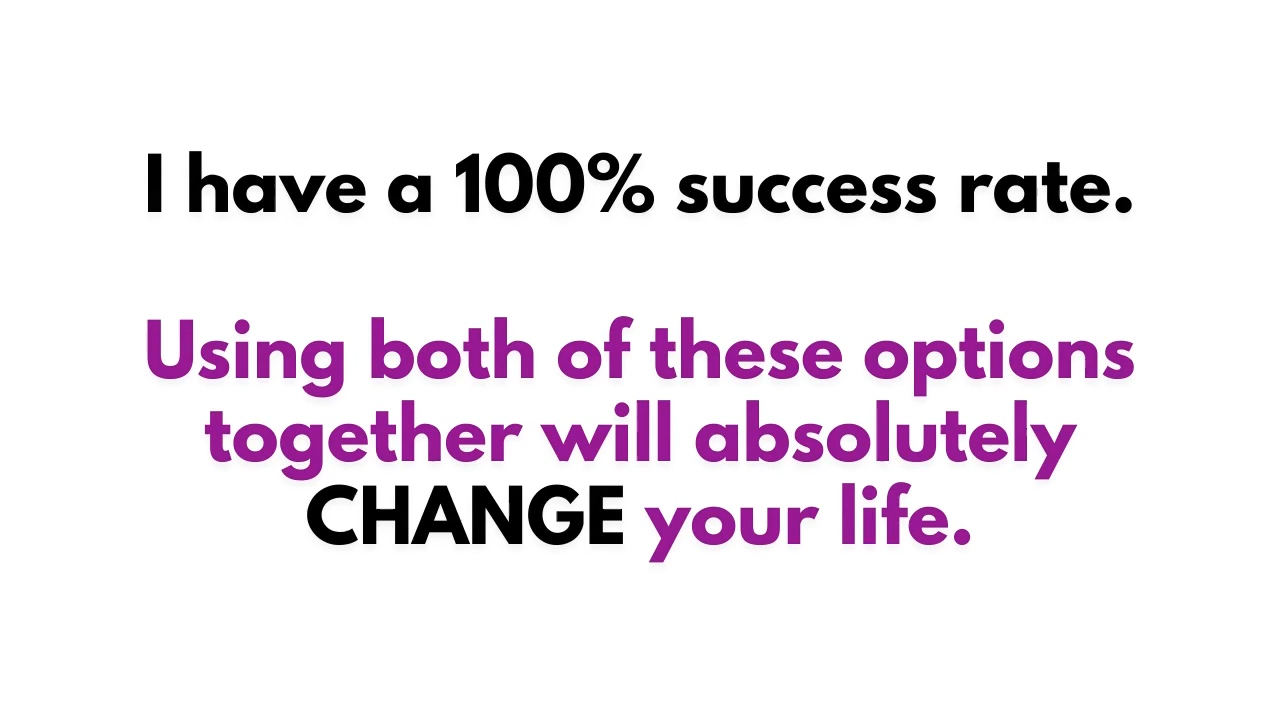 I have a 100% success rate.
Using both of these options
together will absolutely
CHANGE your life.